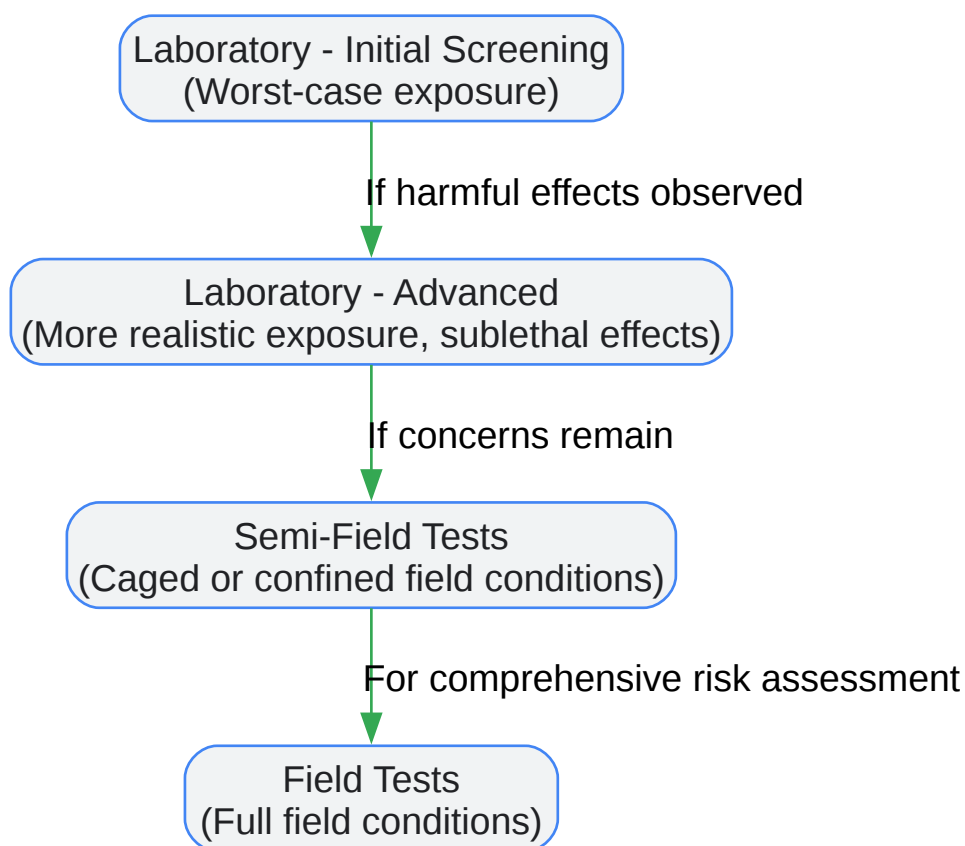 Laboratory - Initial Screening
(Worst-case exposure)
If harmful effects observed
Laboratory - Advanced
(More realistic exposure, sublethal effects)
If concerns remain
Semi-Field Tests
(Caged or confined field conditions)
For comprehensive risk assessment
Field Tests
(Full field conditions)